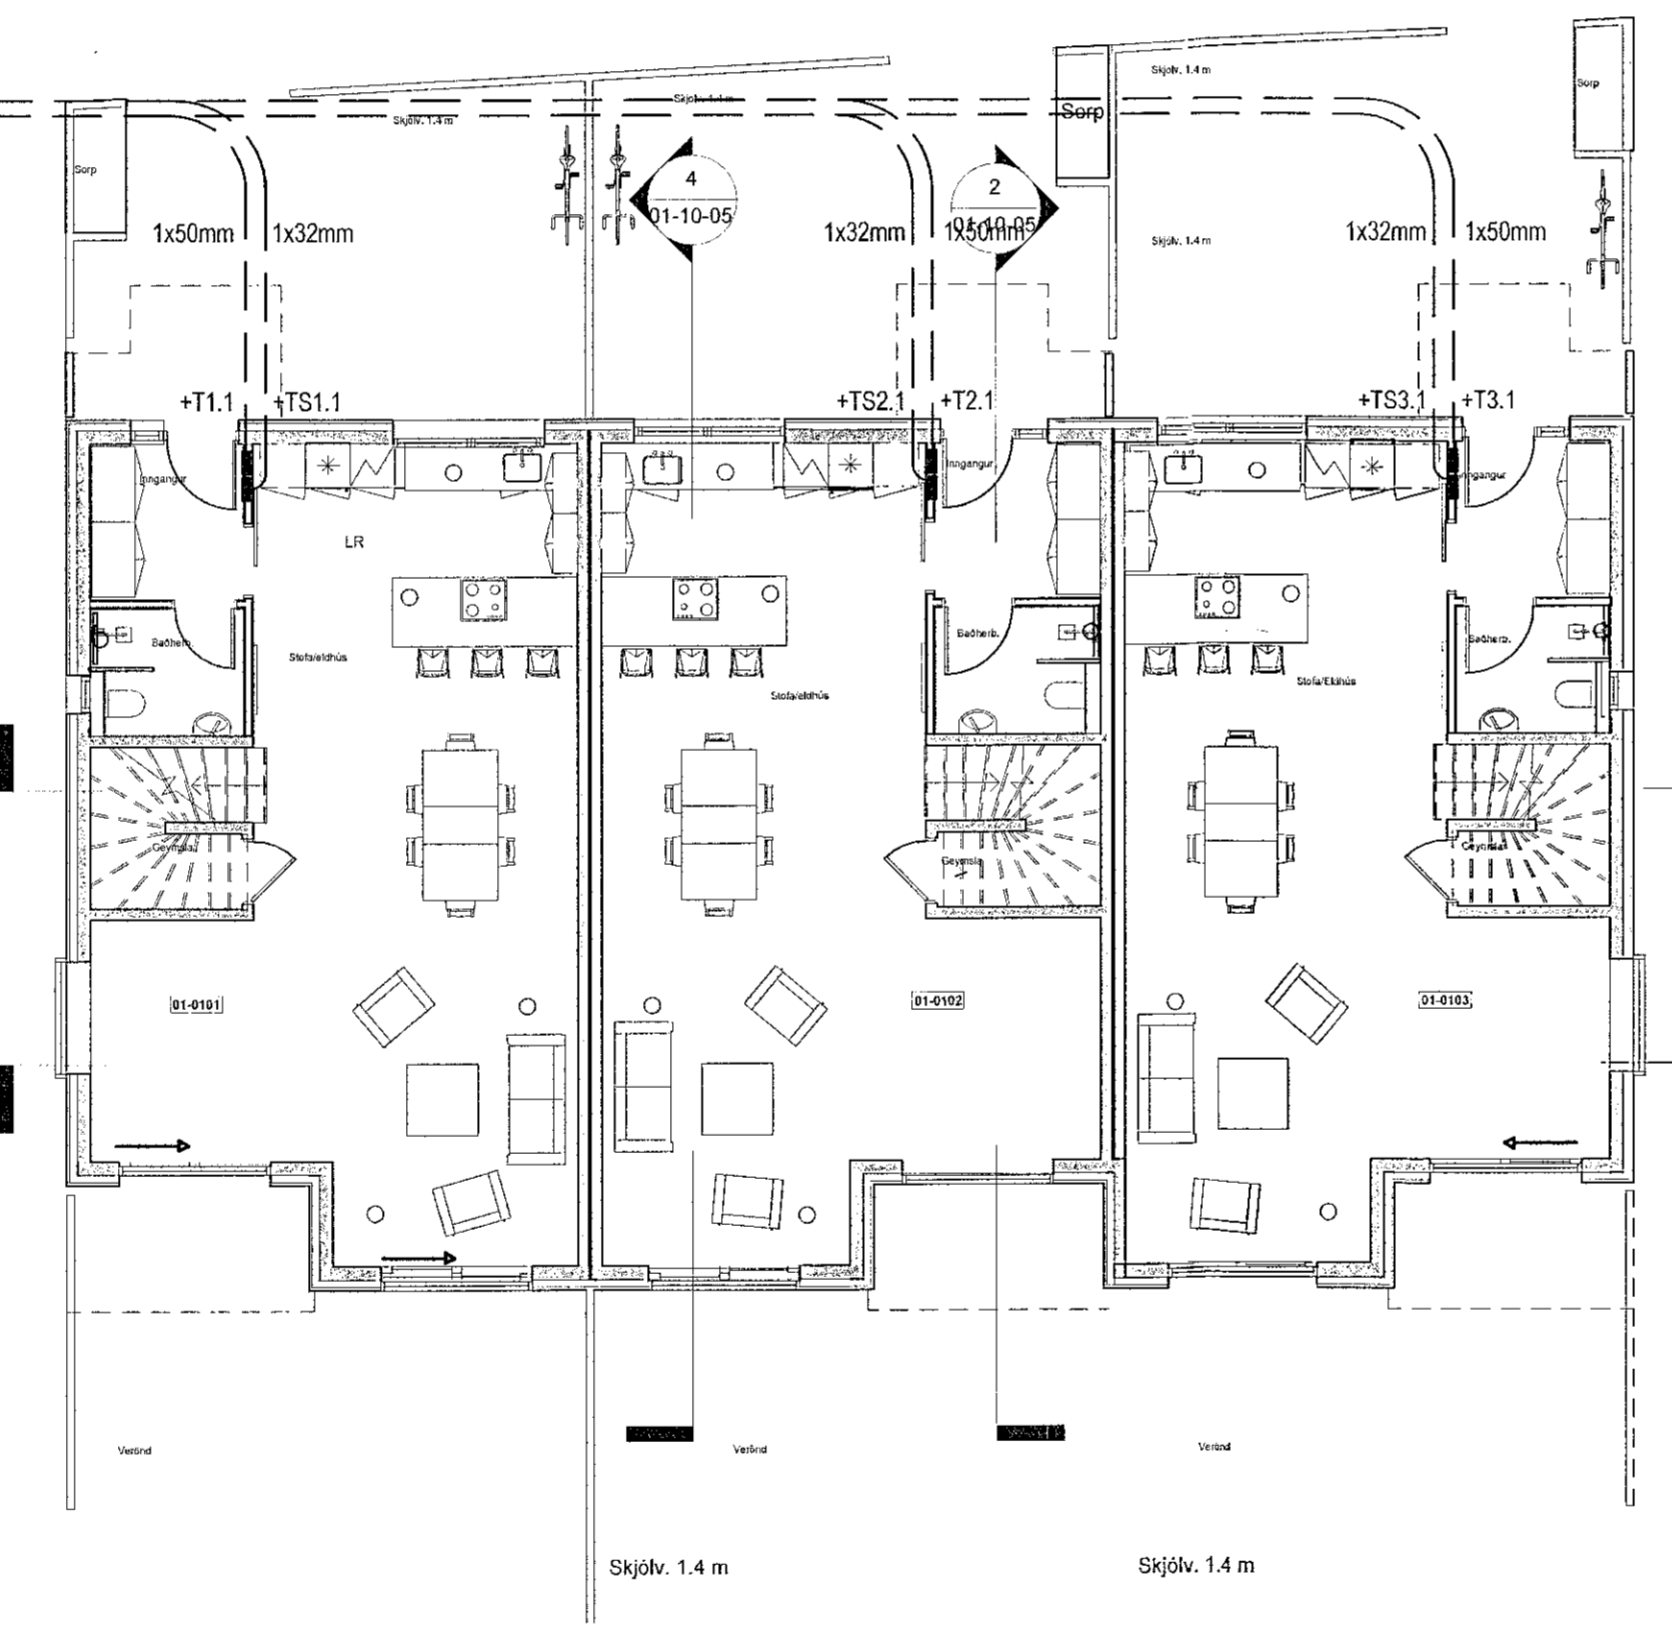 Skjólv. 1.4 m
Sorp
Skjólv. 1.4 m
Sorp
Skjólv. 1.4 m
Sorp
4
01-10-05
2
01-10-05
1x50mm
1x32mm
1x32mm
1x50mm
Skjólv. 1.4 m
1x32mm
1x50mm
+T1.1
+TS1.1
+TS2.1
+T2.1
+TS3.1
+T3.1
Inngangur
Inngangur
Inngangur
LR
Baðherb.
Stofa/eldhús
Baðherb.
Stofa/eldhús
Baðherb.
Stofa/Eldhús
Geymsla
Geymsla
Geymsla
01-0101
01-0102
01-0103
Verönd
Verönd
Verönd
Skjólv. 1.4 m
Skjólv. 1.4 m